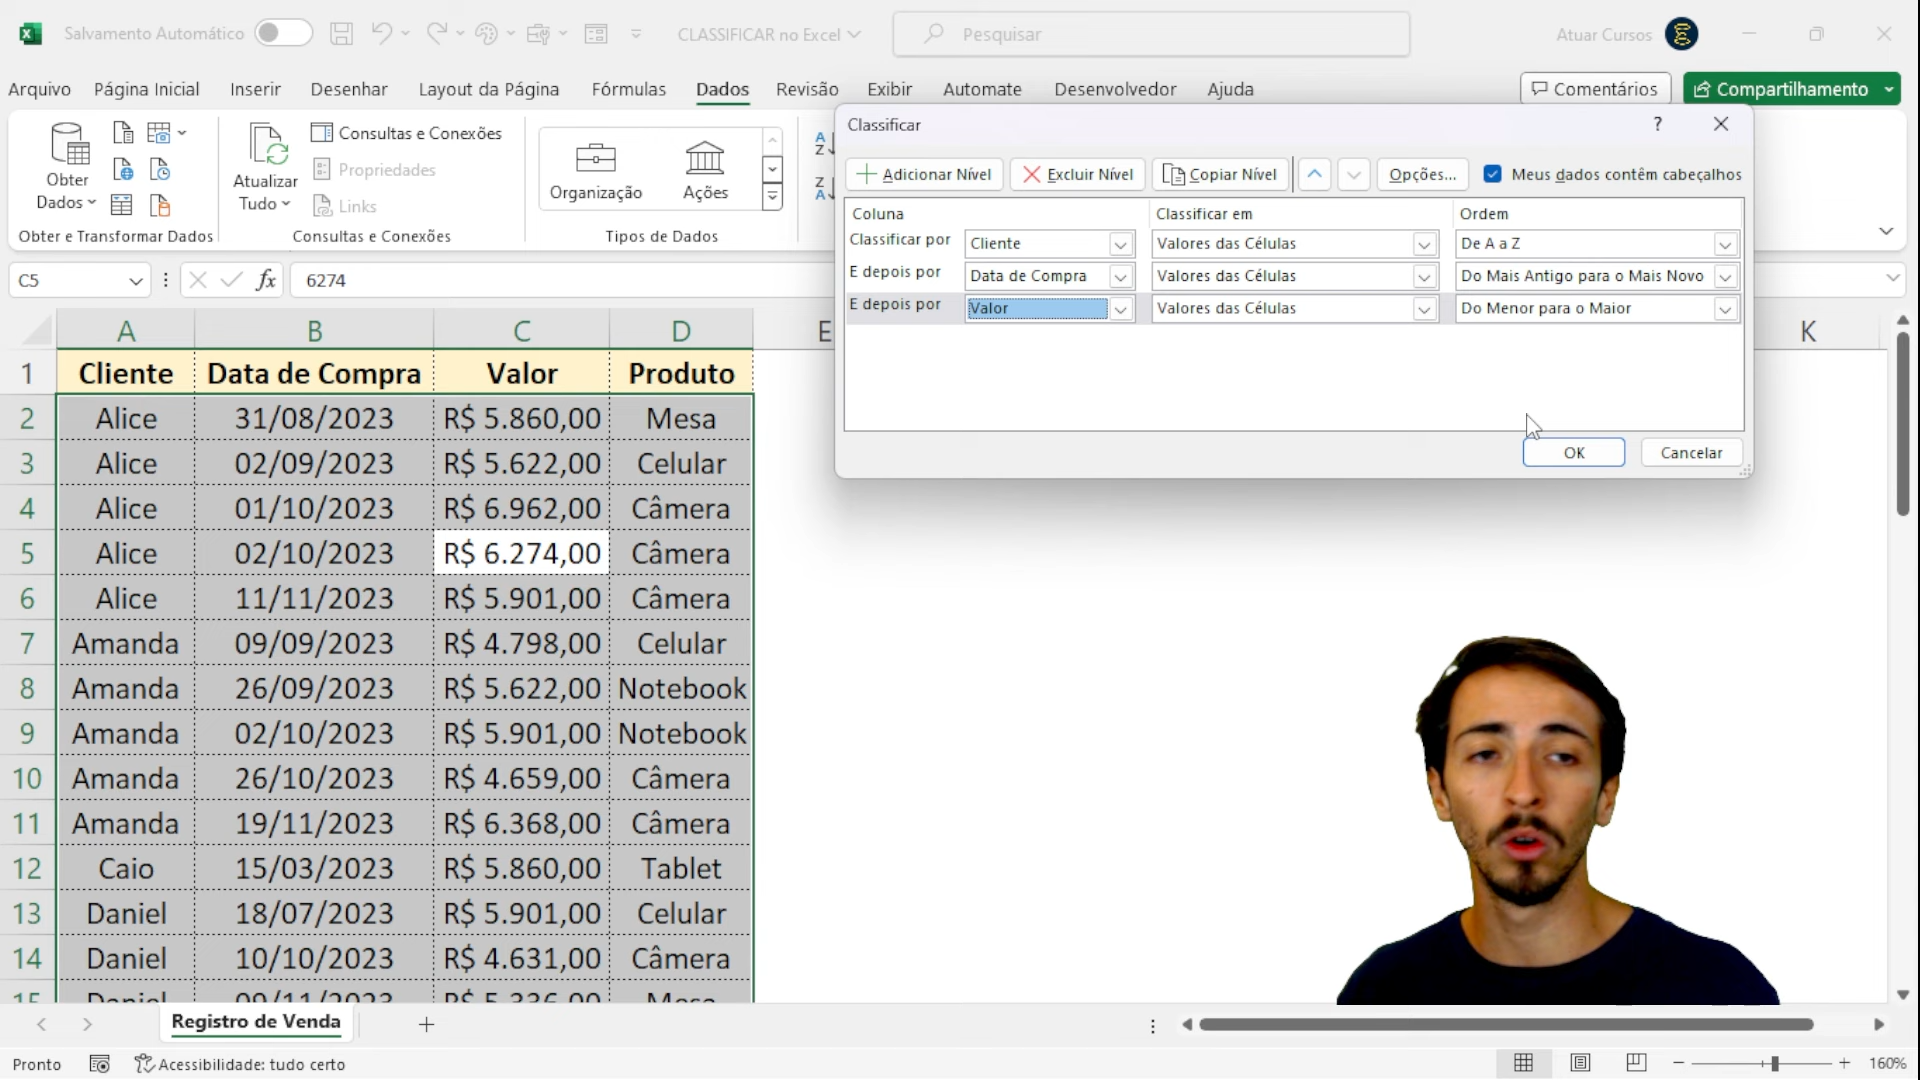 Salvamento Automático
CLASSIFICAR no Excel
Pesquisar
Atuar Cursos
Arquivo Página Inicial Inserir Desenhar Layout da Página Fórmulas Dados Revisão Exibir Automate Desenvolvedor Ajuda
Comentários
Compartilhamento
Obter
Dados
Obter e Transformar Dados
Atualizar
Tudo
Consultas e Conexões
Propriedades
Links
Consultas e Conexões
Organização
Ações
Tipos de Dados
Classificar
Adicionar Nível
Excluir Nível
Copiar Nível
Opções...
Meus dados contêm cabeçalhos
Coluna Classificar em Ordem
Classificar por Cliente Valores das Células De A a Z
E depois por Data de Compra Valores das Células Do Mais Antigo para o Mais Novo
E depois por Valor Valores das Células Do Menor para o Maior
OK
Cancelar
C5
fx
6274
A B C D E K
1 Cliente Data de Compra Valor Produto
2 Alice 31/08/2023 R$ 5.860,00 Mesa
3 Alice 02/09/2023 R$ 5.622,00 Celular
4 Alice 01/10/2023 R$ 6.962,00 Câmera
5 Alice 02/10/2023 R$ 6.274,00 Câmera
6 Alice 11/11/2023 R$ 5.901,00 Câmera
7 Amanda 09/09/2023 R$ 4.798,00 Celular
8 Amanda 26/09/2023 R$ 5.622,00 Notebook
9 Amanda 02/10/2023 R$ 5.901,00 Notebook
10 Amanda 26/10/2023 R$ 4.659,00 Câmera
11 Amanda 19/11/2023 R$ 6.368,00 Câmera
12 Caio 15/03/2023 R$ 5.860,00 Tablet
13 Daniel 18/07/2023 R$ 5.901,00 Celular
14 Daniel 10/10/2023 R$ 4.631,00 Câmera
15 Daniel 09/11/2023 R$ 5.336,00 Mesa
Registro de Venda
Pronto
Acessibilidade: tudo certo
160%